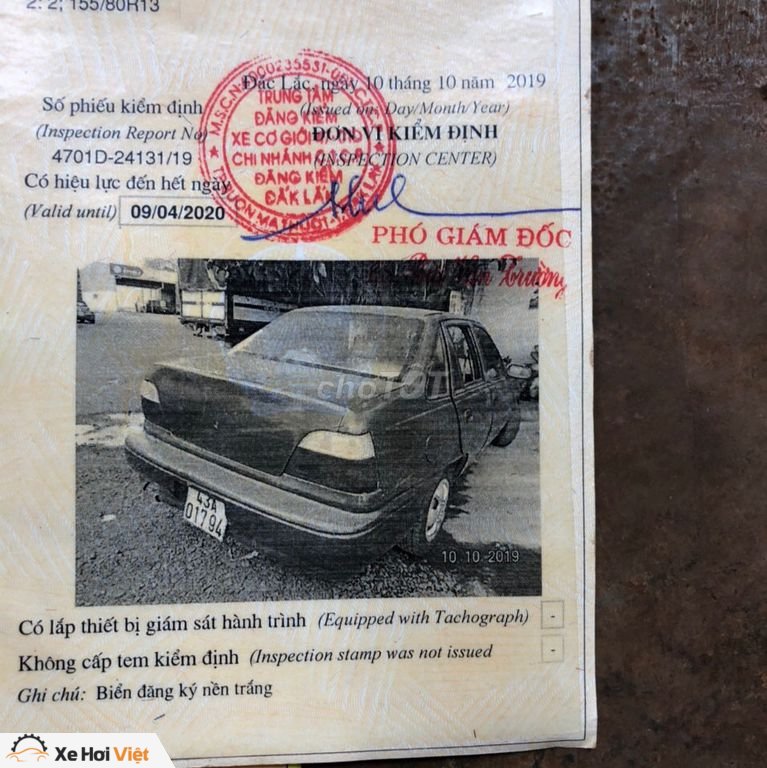 2: 2; 155/80R13
Đắc Lắc, ngày 10 tháng 10 năm 2019
Số phiếu kiểm định
(Issued on: Day/Month/Year)
(Inspection Report No)
ĐƠN VỊ KIỂM ĐỊNH
4701D-24131/19
(INSPECTION CENTER)
Có hiệu lực đến hết ngày
(Valid until) 09/04/2020
TRUNG TÂM
ĐĂNG KIỂM
XE CƠ GIỚI
CHI NHÁNH
ĐĂNG KIỂM
ĐẮK LẮK
PHÓ GIÁM ĐỐC
Trường
choTỐT
43A
01794
10 10 2019
Có lắp thiết bị giám sát hành trình (Equipped with Tachograph) -
Không cấp tem kiểm định (Inspection stamp was not issued -
Ghi chú: Biển đăng ký nền trắng
Xe Hơi Việt